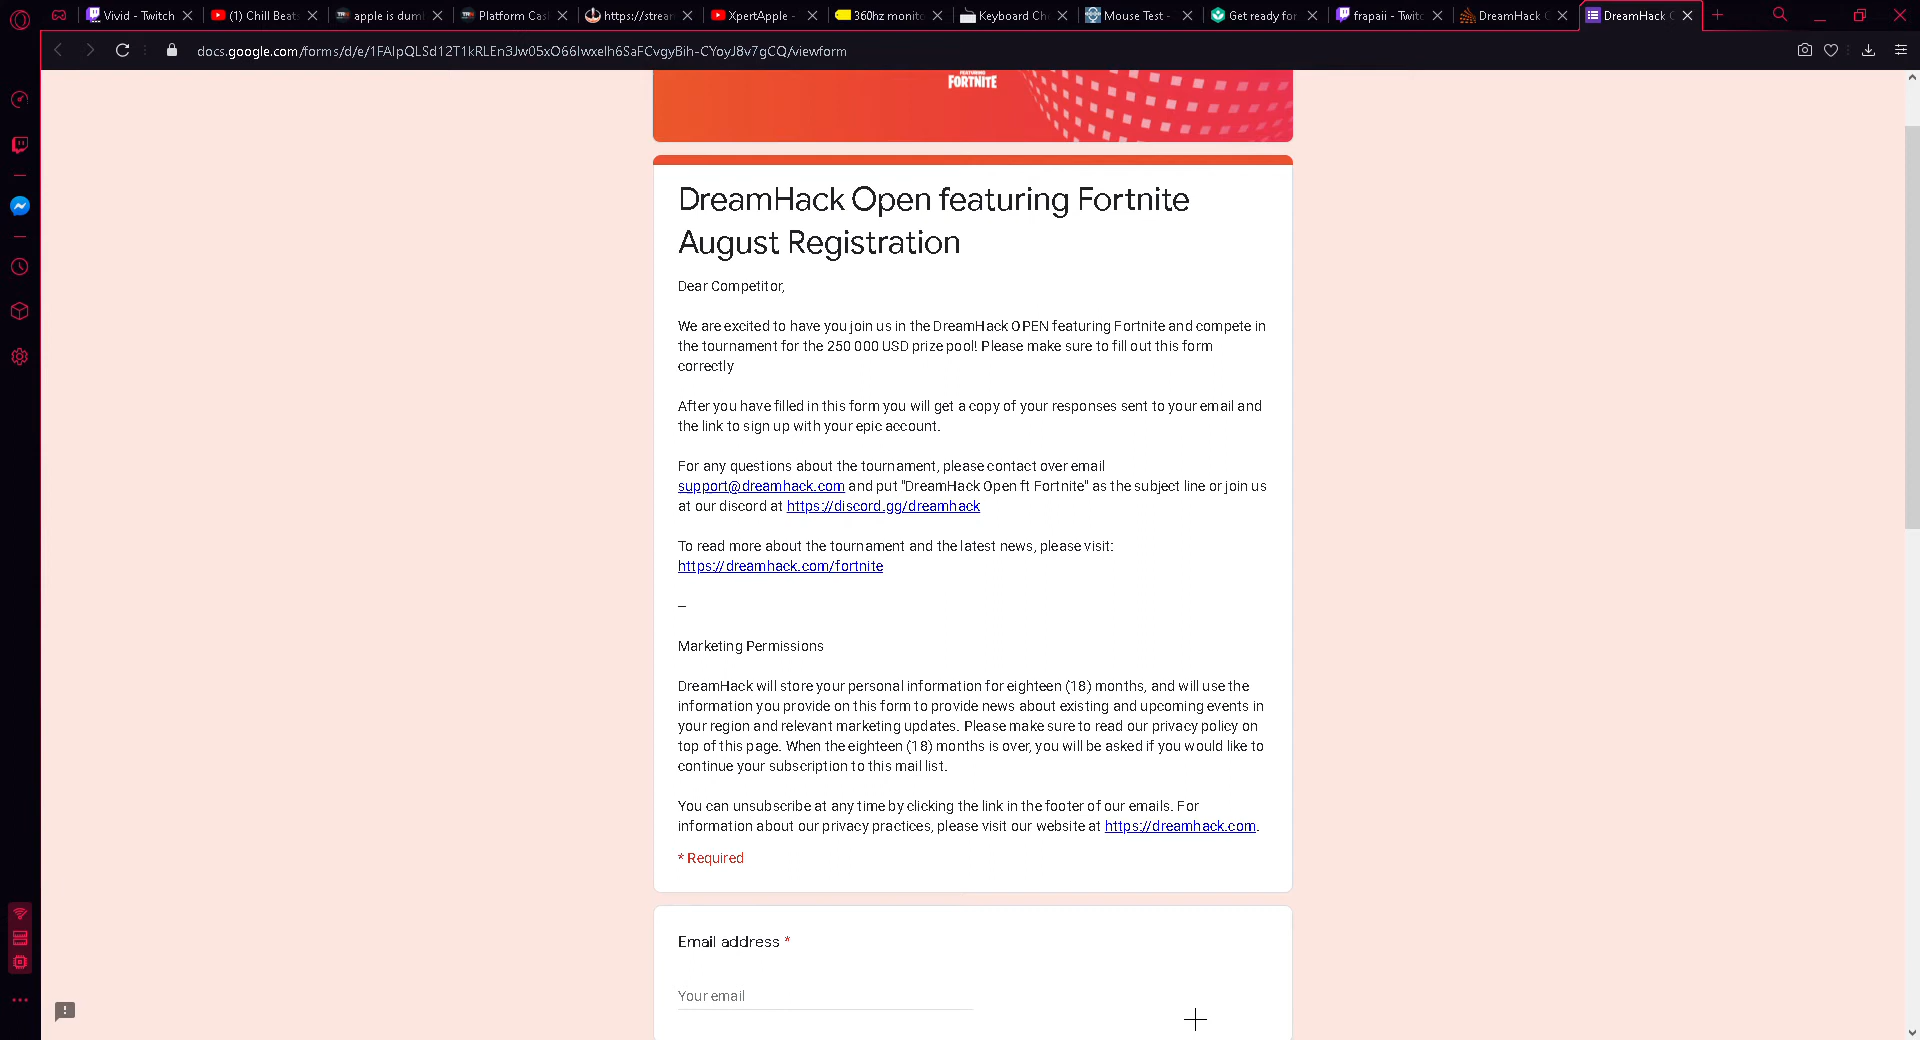 Vivid - Twitch
(1) Chill Beat
apple is dum
Platform Cas
https://stream
XpertApple -
360hz monito
Keyboard Ch
Mouse Test -
Get ready for
frapaii - Twitc
DreamHack O
DreamHack O
docs.google.com/forms/d/e/1FAIpQLSd12T1kRLEn3Jw05xO66Iwxelh6SaFCvgyBih-CYoyJ8v7gCQ/viewform
FEATURING
FORTNITE
DreamHack Open featuring Fortnite
August Registration
Dear Competitor,
We are excited to have you join us in the DreamHack OPEN featuring Fortnite and compete in
the tournament for the 250 000 USD prize pool! Please make sure to fill out this form
correctly
After you have filled in this form you will get a copy of your responses sent to your email and
the link to sign up with your epic account.
For any questions about the tournament, please contact over email
support@dreamhack.com and put "DreamHack Open ft Fortnite" as the subject line or join us
at our discord at https://discord.gg/dreamhack
To read more about the tournament and the latest news, please visit:
https://dreamhack.com/fortnite
–
Marketing Permissions
DreamHack will store your personal information for eighteen (18) months, and will use the
information you provide on this form to provide news about existing and upcoming events in
your region and relevant marketing updates. Please make sure to read our privacy policy on
top of this page. When the eighteen (18) months is over, you will be asked if you would like to
continue your subscription to this mail list.
You can unsubscribe at any time by clicking the link in the footer of our emails. For
information about our privacy practices, please visit our website at https://dreamhack.com.
* Required
Email address *
Your email